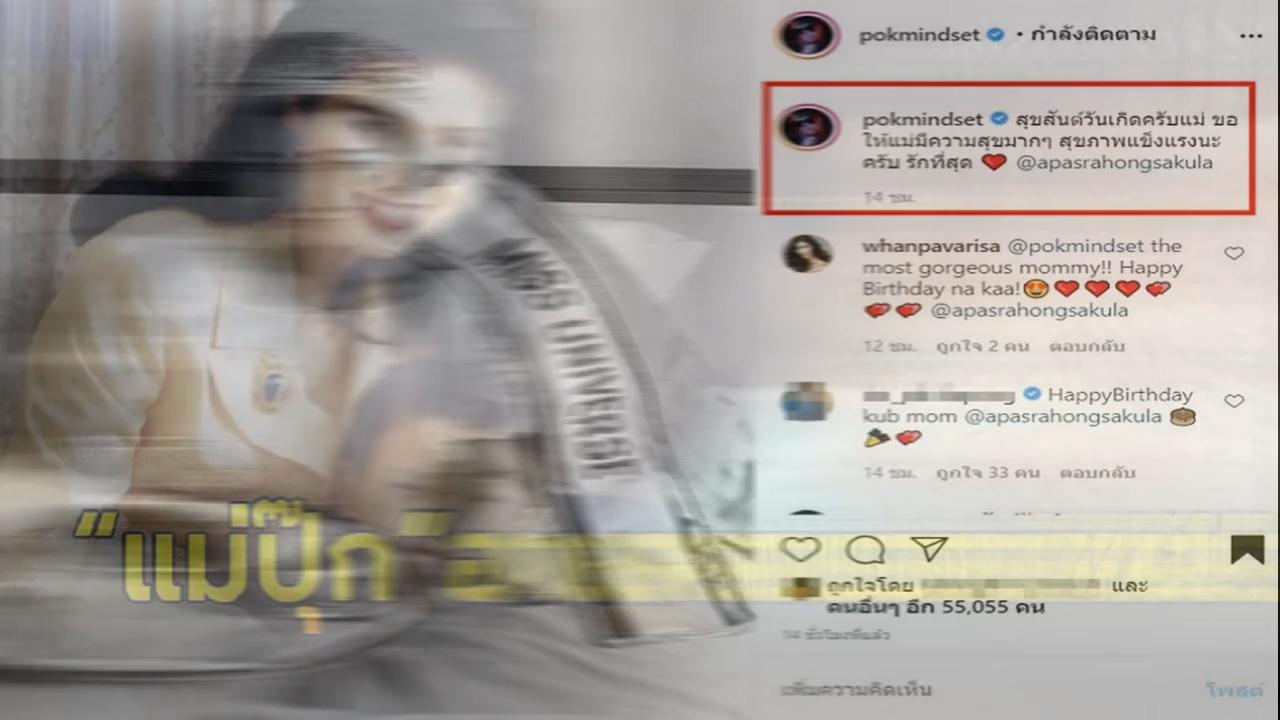 pokmindset • กำลังติดตาม
pokmindset สุขสันต์วันเกิดครับแม่ ขอ
ให้แม่มีความสุขมากๆ สุขภาพแข็งแรงนะ
ครับ รักที่สุด ❤ @apasrahongsakula
14 ชม.
whanpavarisa @pokmindset the
most gorgeous mommy!! Happy
Birthday na kaa!😍❤❤❤💕
💕💕 @apasrahongsakula
12 ชม. ถูกใจ 2 คน ตอบกลับ
HappyBirthday
kub mom @apasrahongsakula 🎂
🎉💕
14 ชม. ถูกใจ 33 คน ตอบกลับ
MISS UNIVERSE
"แม่ปุ๊ก"
ถูกใจโดย และ
คนอื่นๆ อีก 55,055 คน
14 ชั่วโมงที่แล้ว
เพิ่มความคิดเห็น
โพสต์